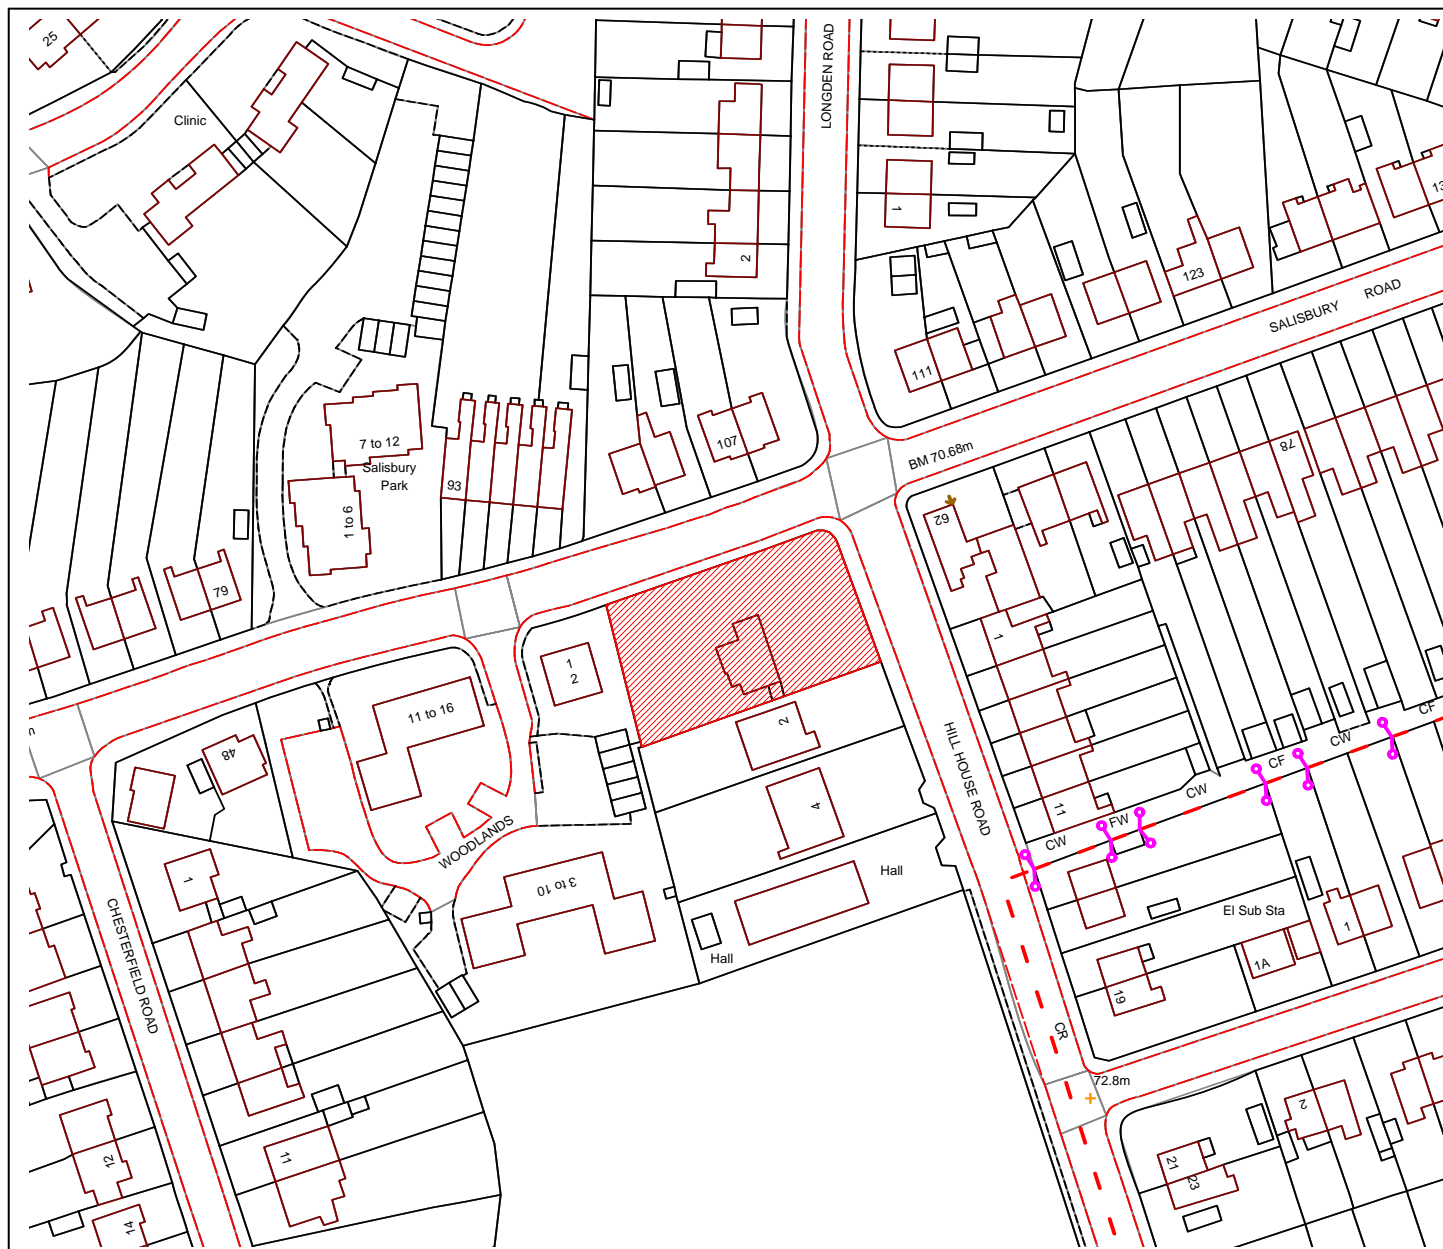 25
Clinic
LONGDEN ROAD
1
2
123
13
SALISBURY ROAD
111
107
7 to 12
Salisbury
Park
93
BM 70.68m
78
62
1 to 6
79
1
2
1
11 to 16
48
2
4
HILL HOUSE ROAD
CF
CW
CF
CW
FW
CW
11
WOODLANDS
3 to 10
Hall
Hall
1
CHESTERFIELD ROAD
El Sub Sta
1
1A
19
CR
72.8m
2
21
23
12
11
14